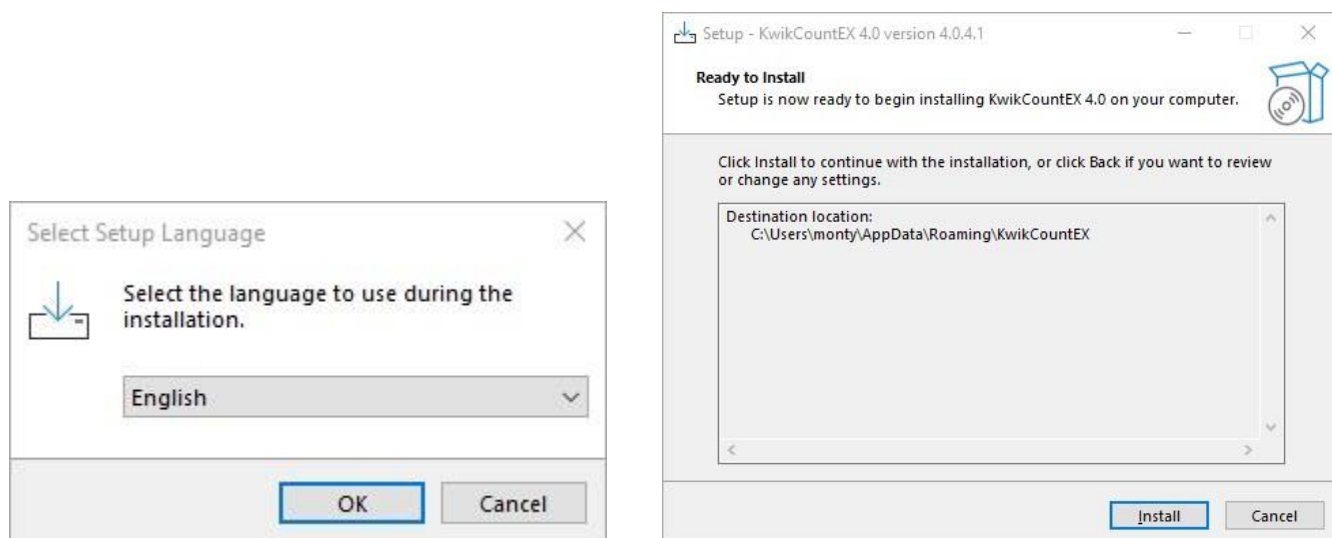 Select Setup Language
Select the language to use during the
installation.
English
OK
Cancel
Setup - KwikCountEX 4.0 version 4.0.4.1
Ready to Install
Setup is now ready to begin installing KwikCountEX 4.0 on your computer.
Click Install to continue with the installation, or click Back if you want to review
or change any settings.
Destination location:
C:\Users\monty\AppData\Roaming\KwikCountEX
Install
Cancel